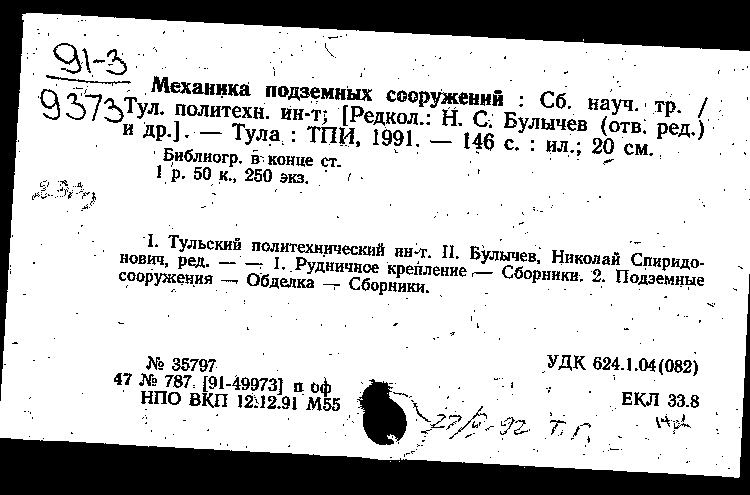 91-3
9373
Механика подземных сооружений : Сб. науч. тр. /
Тул. политехн. ин-т; [Редкол.: Н. С. Булычев (отв. ред.)
и др.]. — Тула : ТПИ, 1991. — 146 с. : ил.; 20 см.
Библиогр. в конце ст.
1 р. 50 к., 250 экз.
I. Тульский политехнический ин-т. II. Булычев, Николай Спиридо-
нович, ред. — — 1. Рудничное крепление — Сборники. 2. Подземные
сооружения — Обделка — Сборники.
№ 35797
УДК 624.1.04(082)
47 № 787 [91-49973] п оф
НПО ВКП 12.12.91 М55
ЕКЛ 33.8
Т. Г.